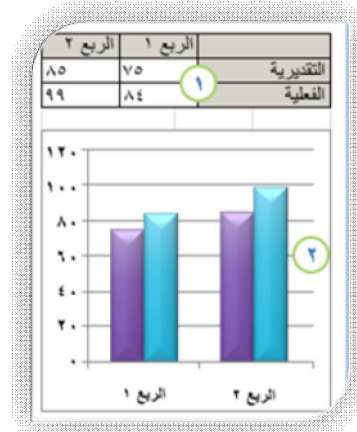 الربع ١ الربع ٢
التقديرية ٧٥ ٨٥
الفعلية ٨٤ ٩٩
١
١٢٠
١٠٠
٨٠
٦٠
٤٠
٢٠
٠
٢
الربع ١ الربع ٢